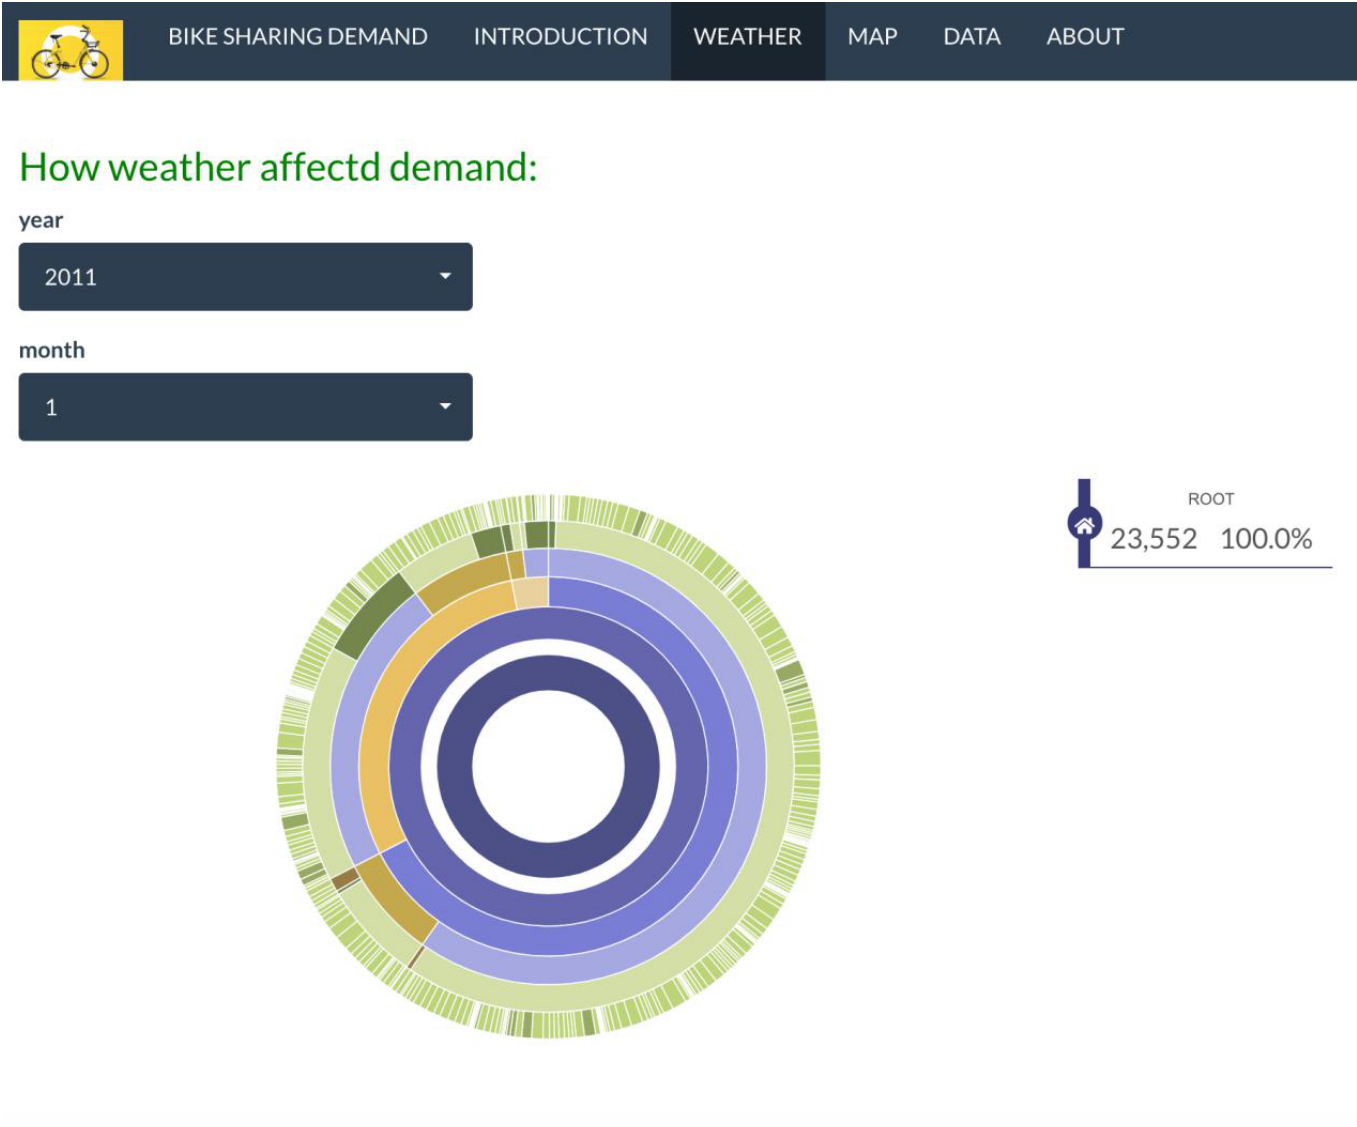 BIKE SHARING DEMAND INTRODUCTION WEATHER MAP DATA ABOUT
How weather affectd demand:
year
2011
month
1
ROOT
23,552 100.0%